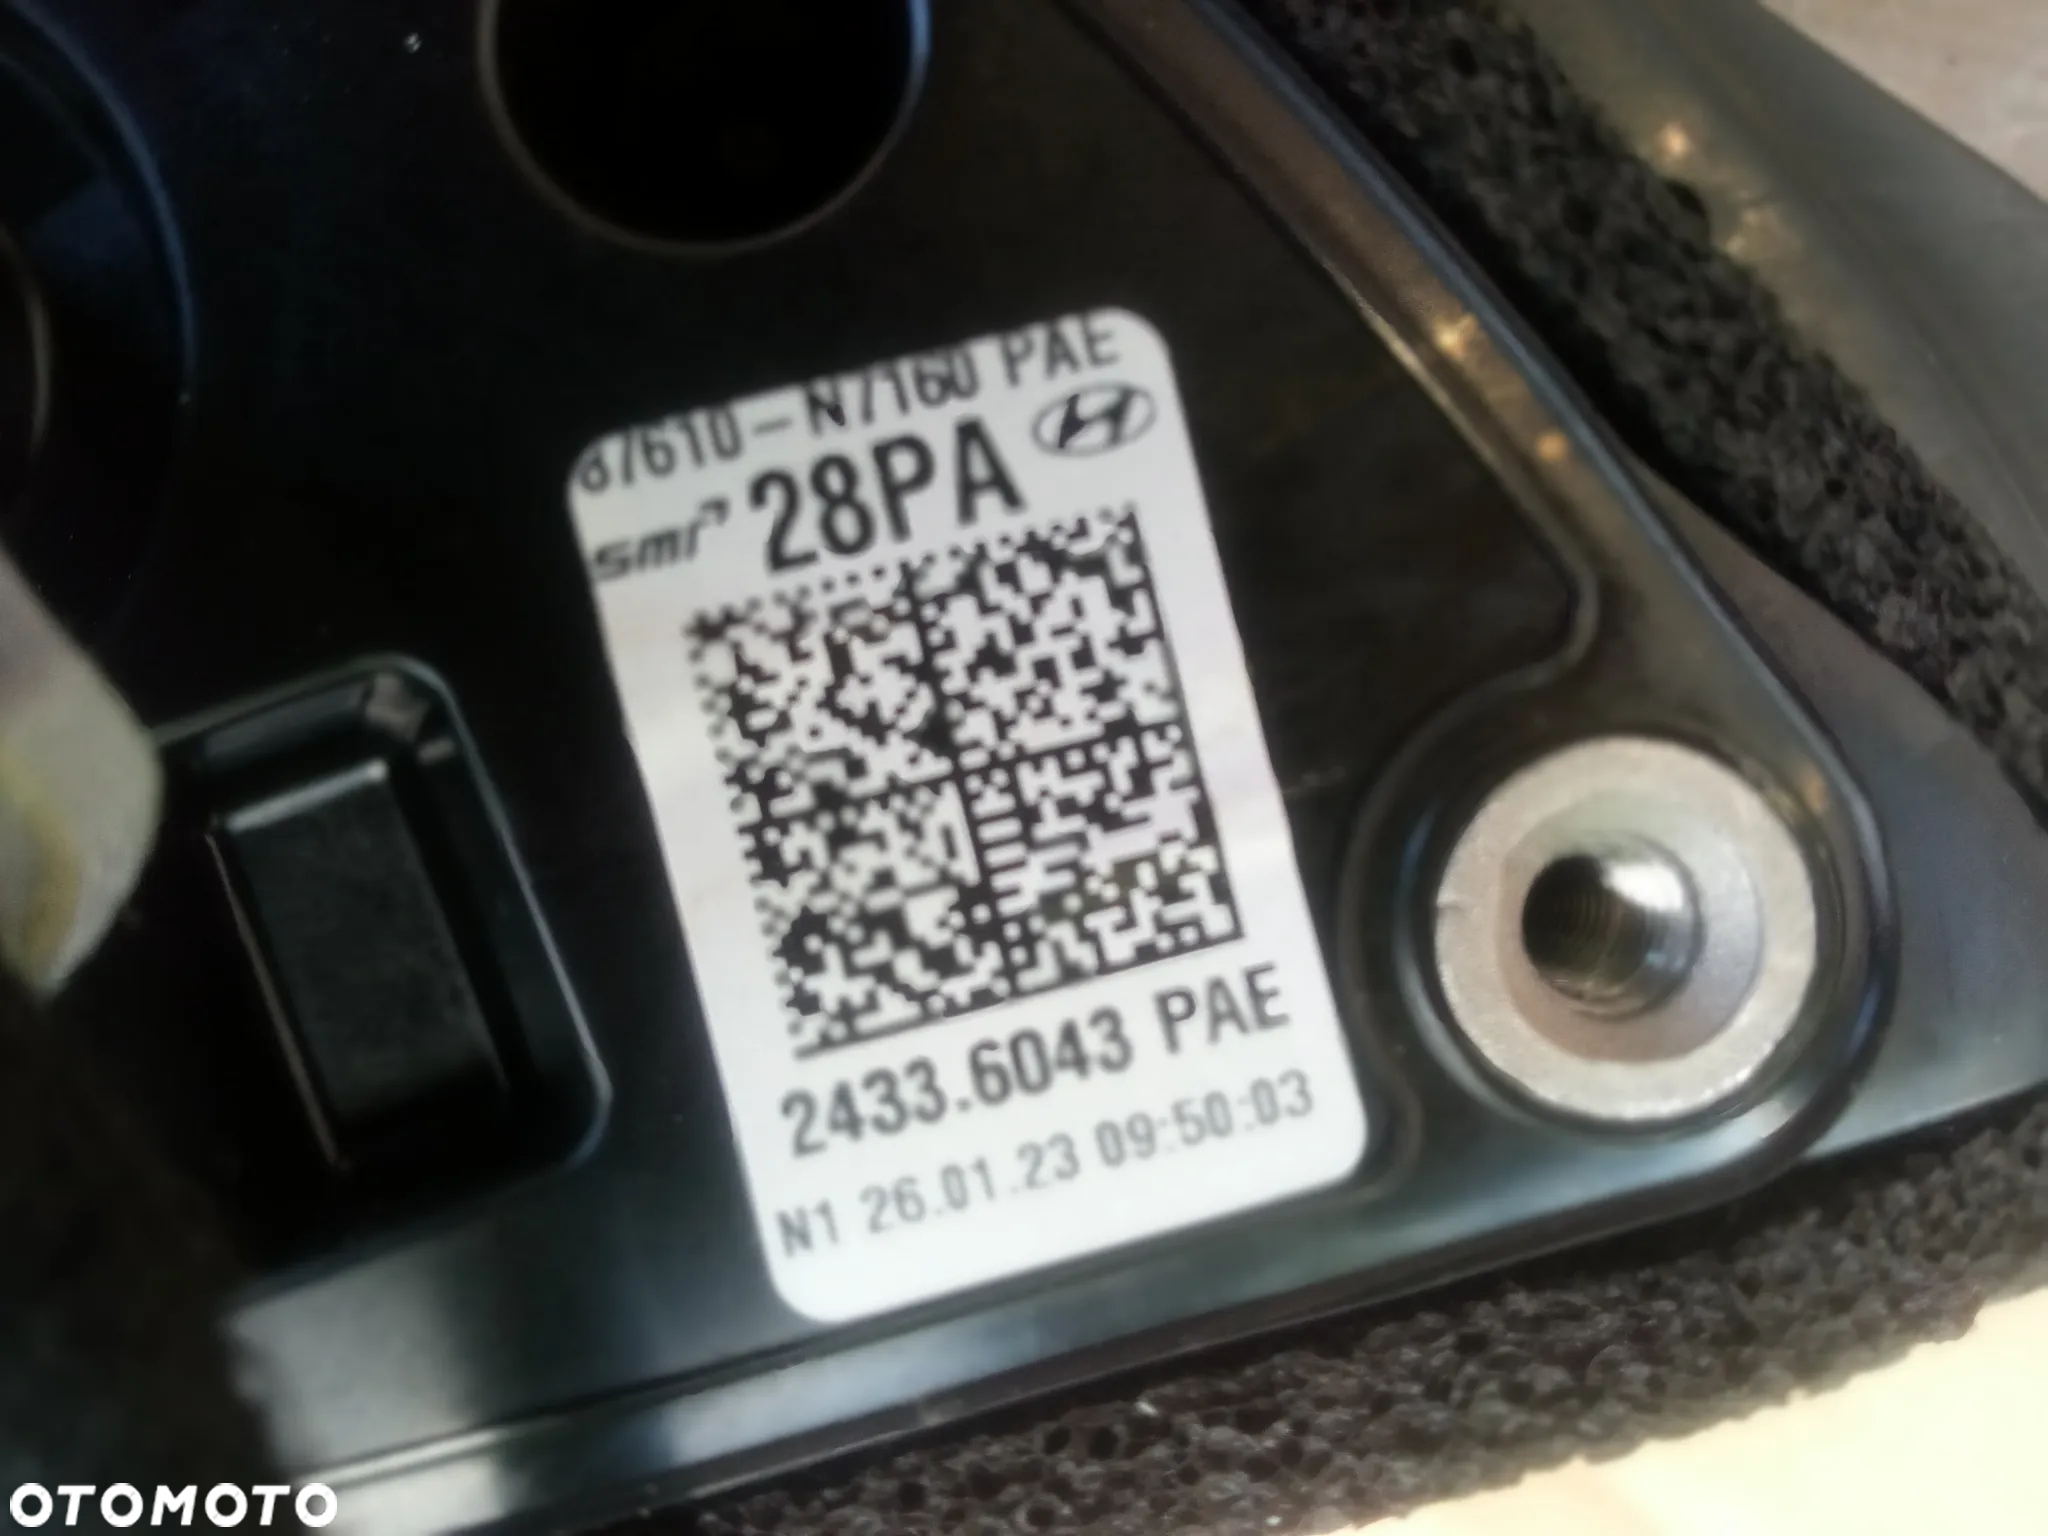 87610-N7160 PAE
smr 28PA
2433.6043 PAE
N1 26.01.23 09:50:03
OTOMOTO